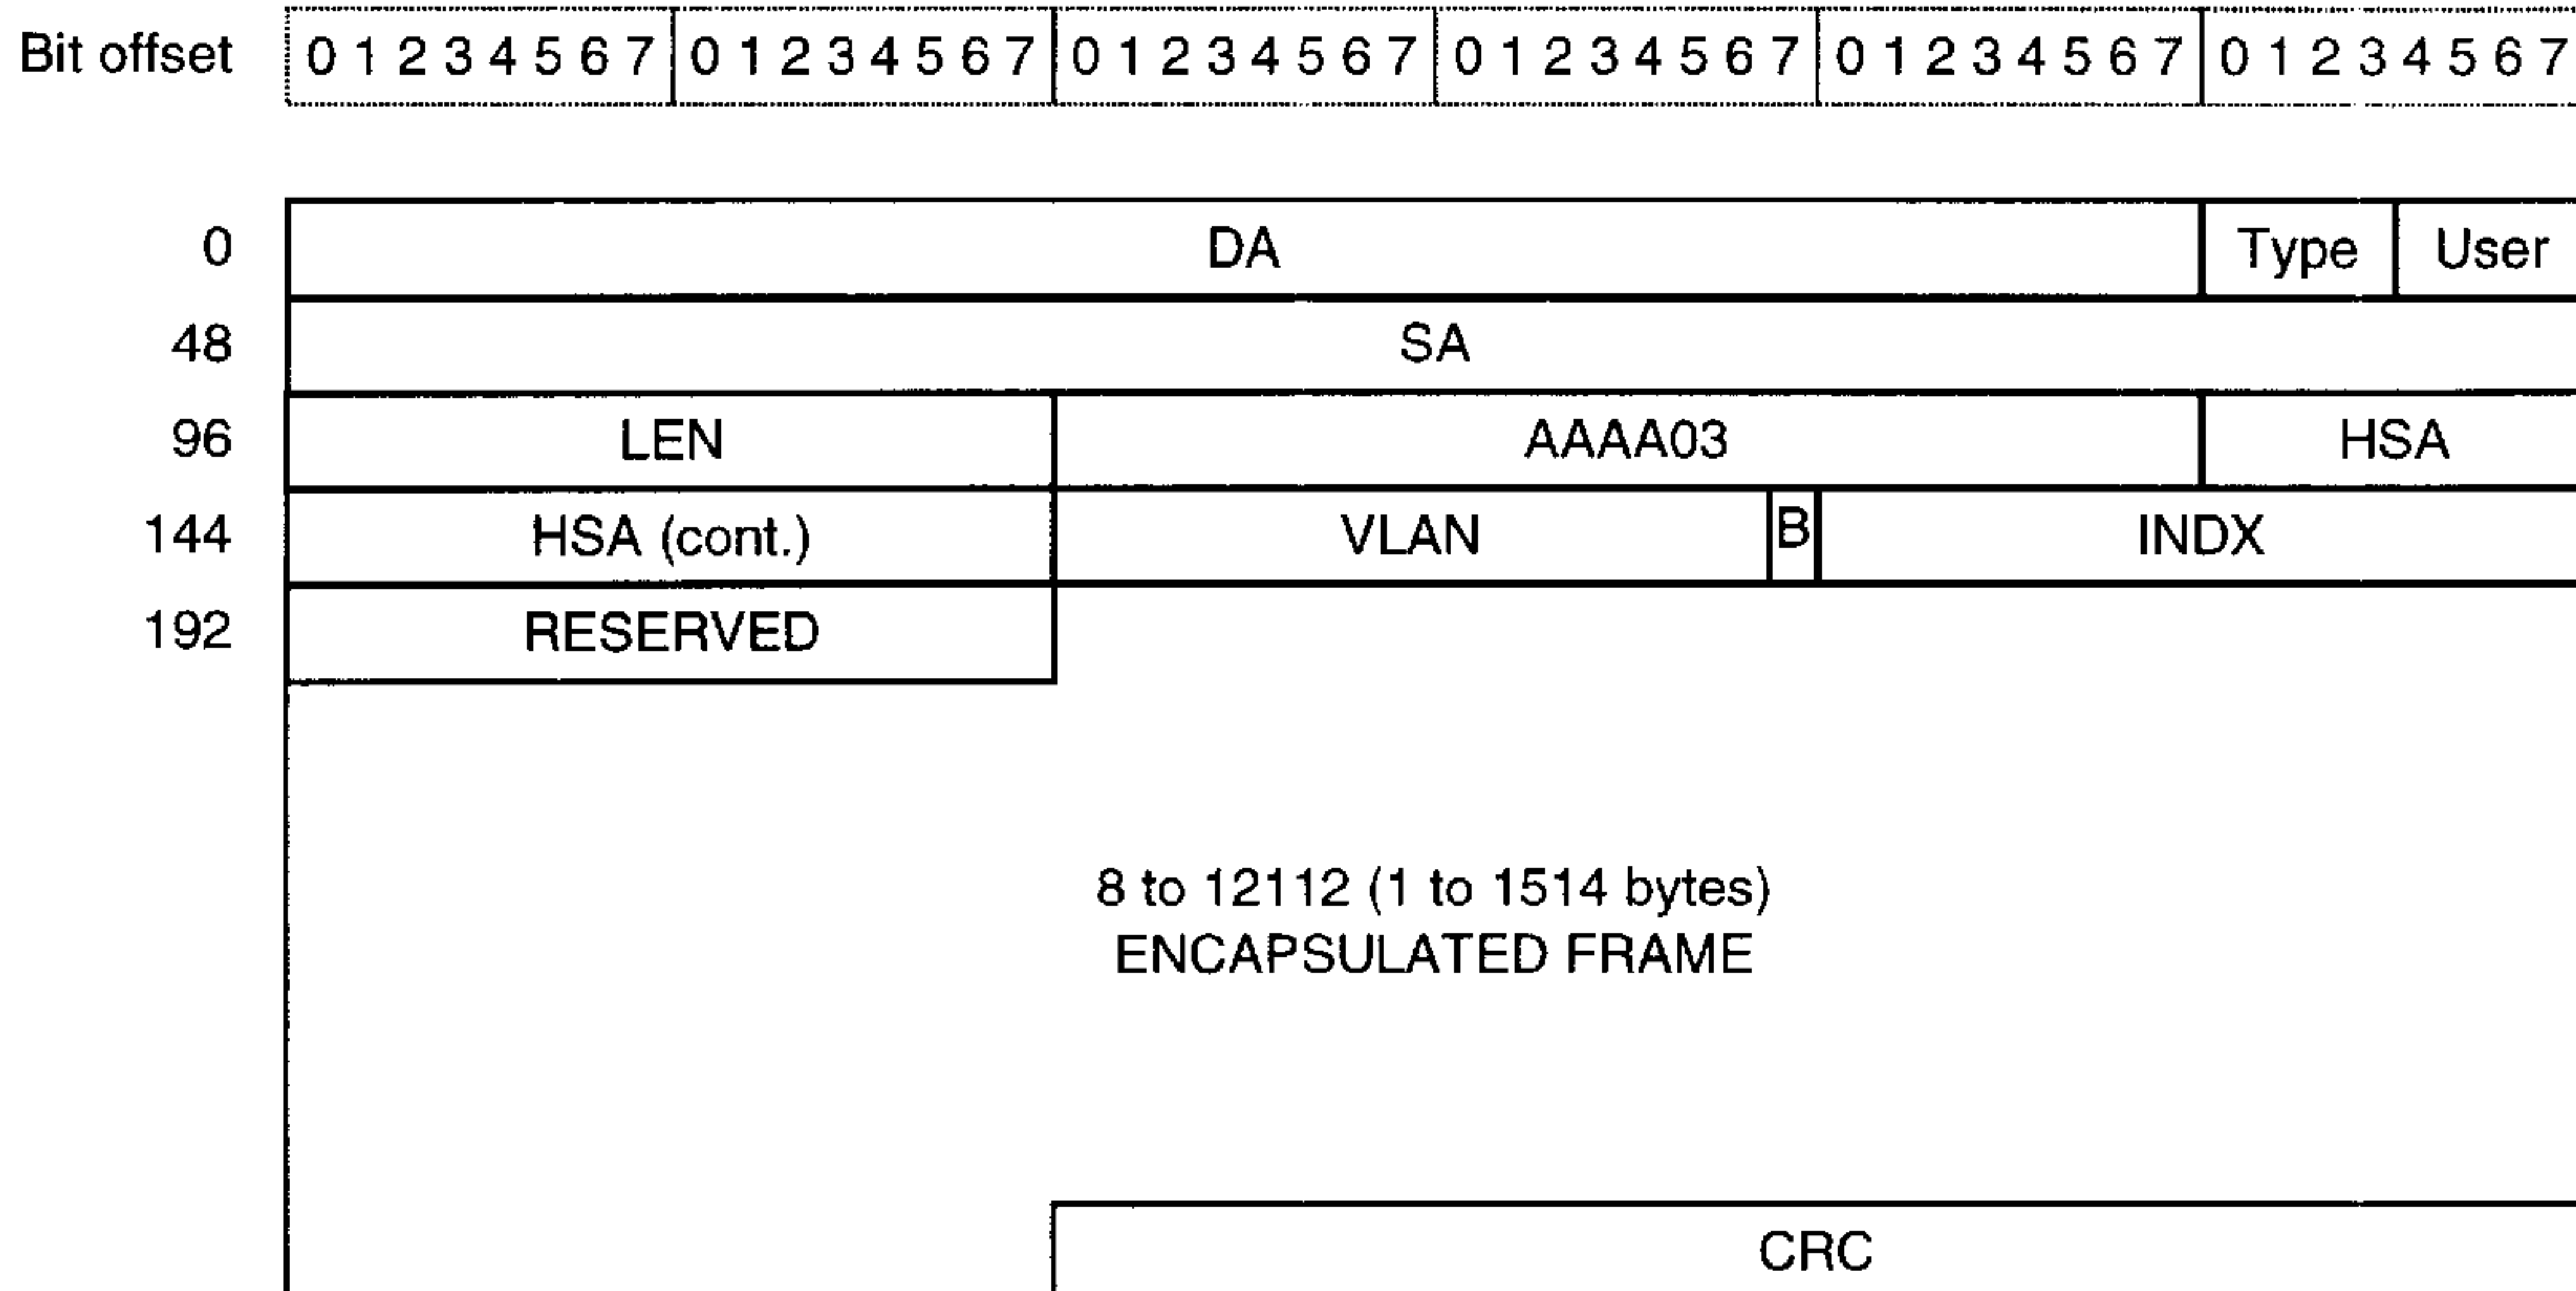 Bit offset 0 1 2 3 4 5 6 7 0 1 2 3 4 5 6 7 0 1 2 3 4 5 6 7 0 1 2 3 4 5 6 7 0 1 2 3 4 5 6 7 0 1 2 3 4 5 6 7
0 DA Type User
48 SA
96 LEN AAAA03 HSA
144 HSA (cont.) VLAN B INDX
192 RESERVED
8 to 12112 (1 to 1514 bytes)
ENCAPSULATED FRAME
CRC